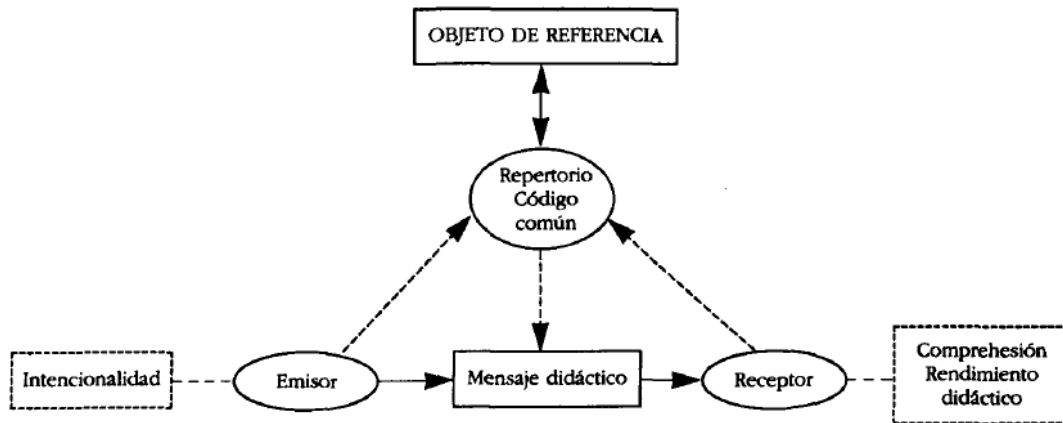 OBJETO DE REFERENCIA
Repertorio
Código
común
Intencionalidad
Emisor
Mensaje didáctico
Receptor
Comprehesión
Rendimiento
didáctico